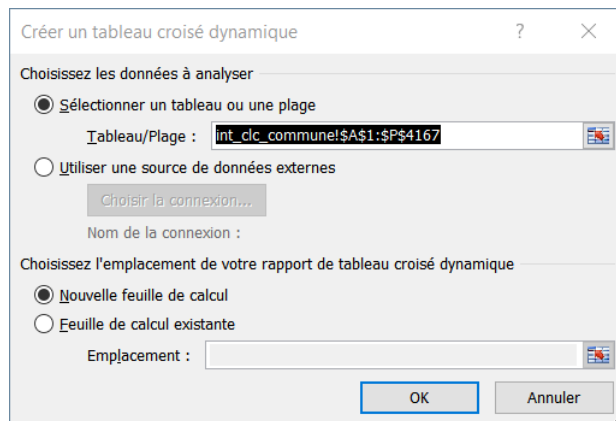 Créer un tableau croisé dynamique ?
Choisissez les données à analyser
Sélectionner un tableau ou une plage
Tableau/Plage : int_clc_commune!$A$1:$P$4167
Utiliser une source de données externes
Choisir la connexion...
Nom de la connexion :
Choisissez l'emplacement de votre rapport de tableau croisé dynamique
Nouvelle feuille de calcul
Feuille de calcul existante
Emplacement :
OK Annuler